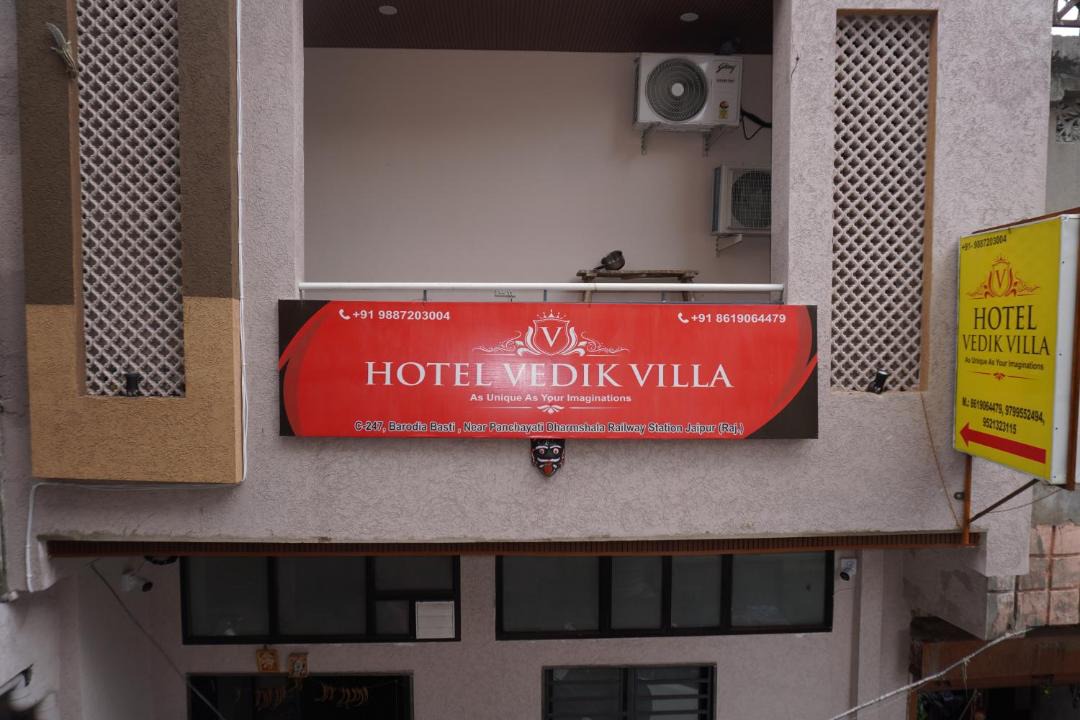 Godrej
+91 9887203004
+91 8619064479
V
HOTEL VEDIK VILLA
As Unique As Your Imaginations
C-247, Barodia Basti , Near Panchayati Dharmshala Railway Station Jaipur (Raj,)
+91- 9887203004
V
HOTEL
VEDIK VILLA
As Unique As Your Imaginations
M.: 8619064479, 9799552494,
9521323115